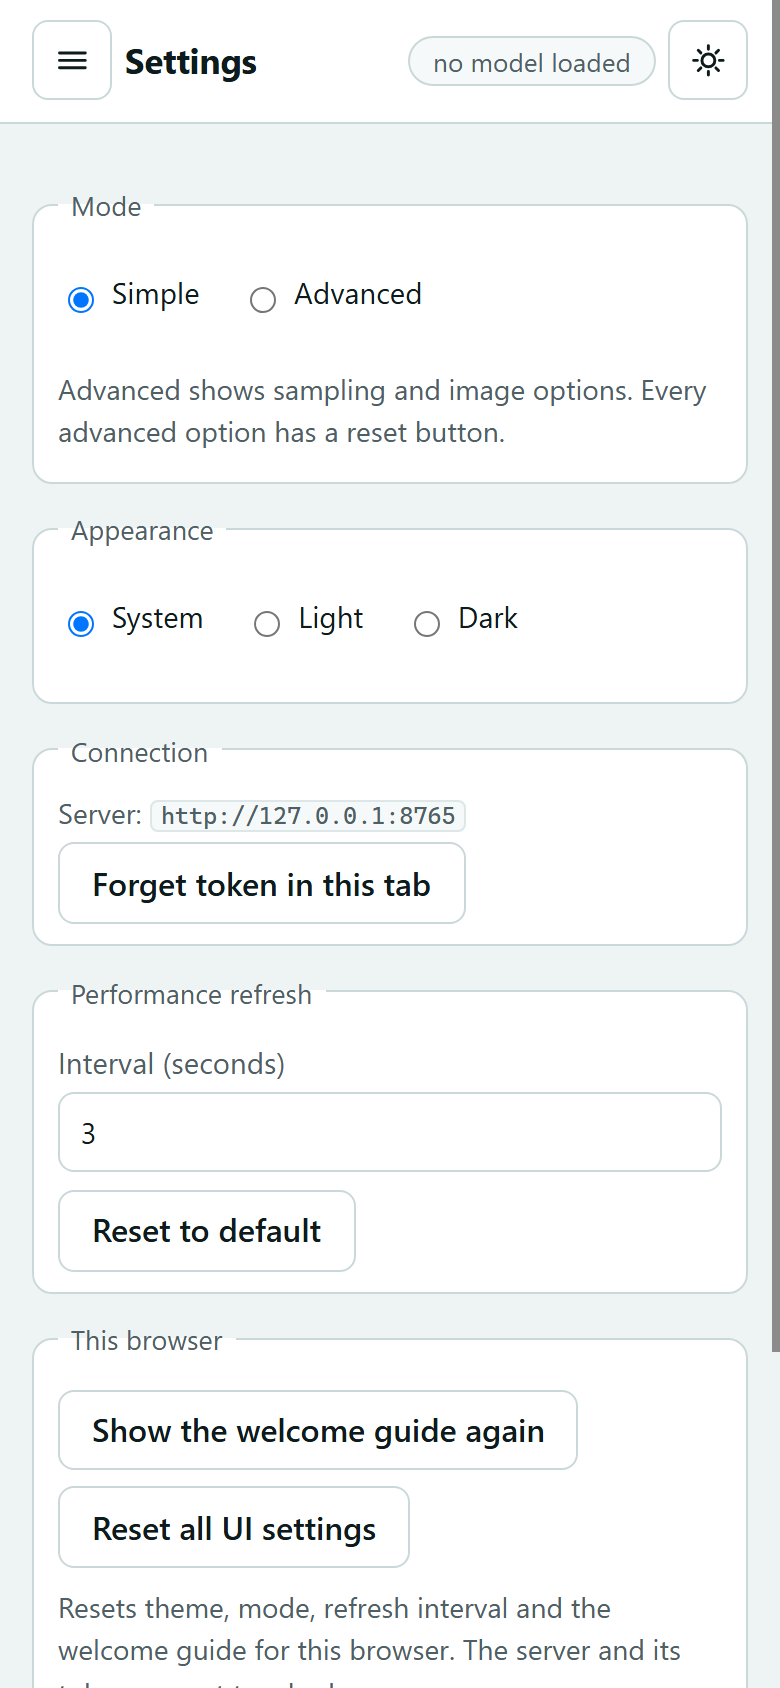 Settings
no model loaded
Mode
Simple
Advanced
Advanced shows sampling and image options. Every
advanced option has a reset button.
Appearance
System
Light
Dark
Connection
Server: http://127.0.0.1:8765
Forget token in this tab
Performance refresh
Interval (seconds)
3
Reset to default
This browser
Show the welcome guide again
Reset all UI settings
Resets theme, mode, refresh interval and the
welcome guide for this browser. The server and its